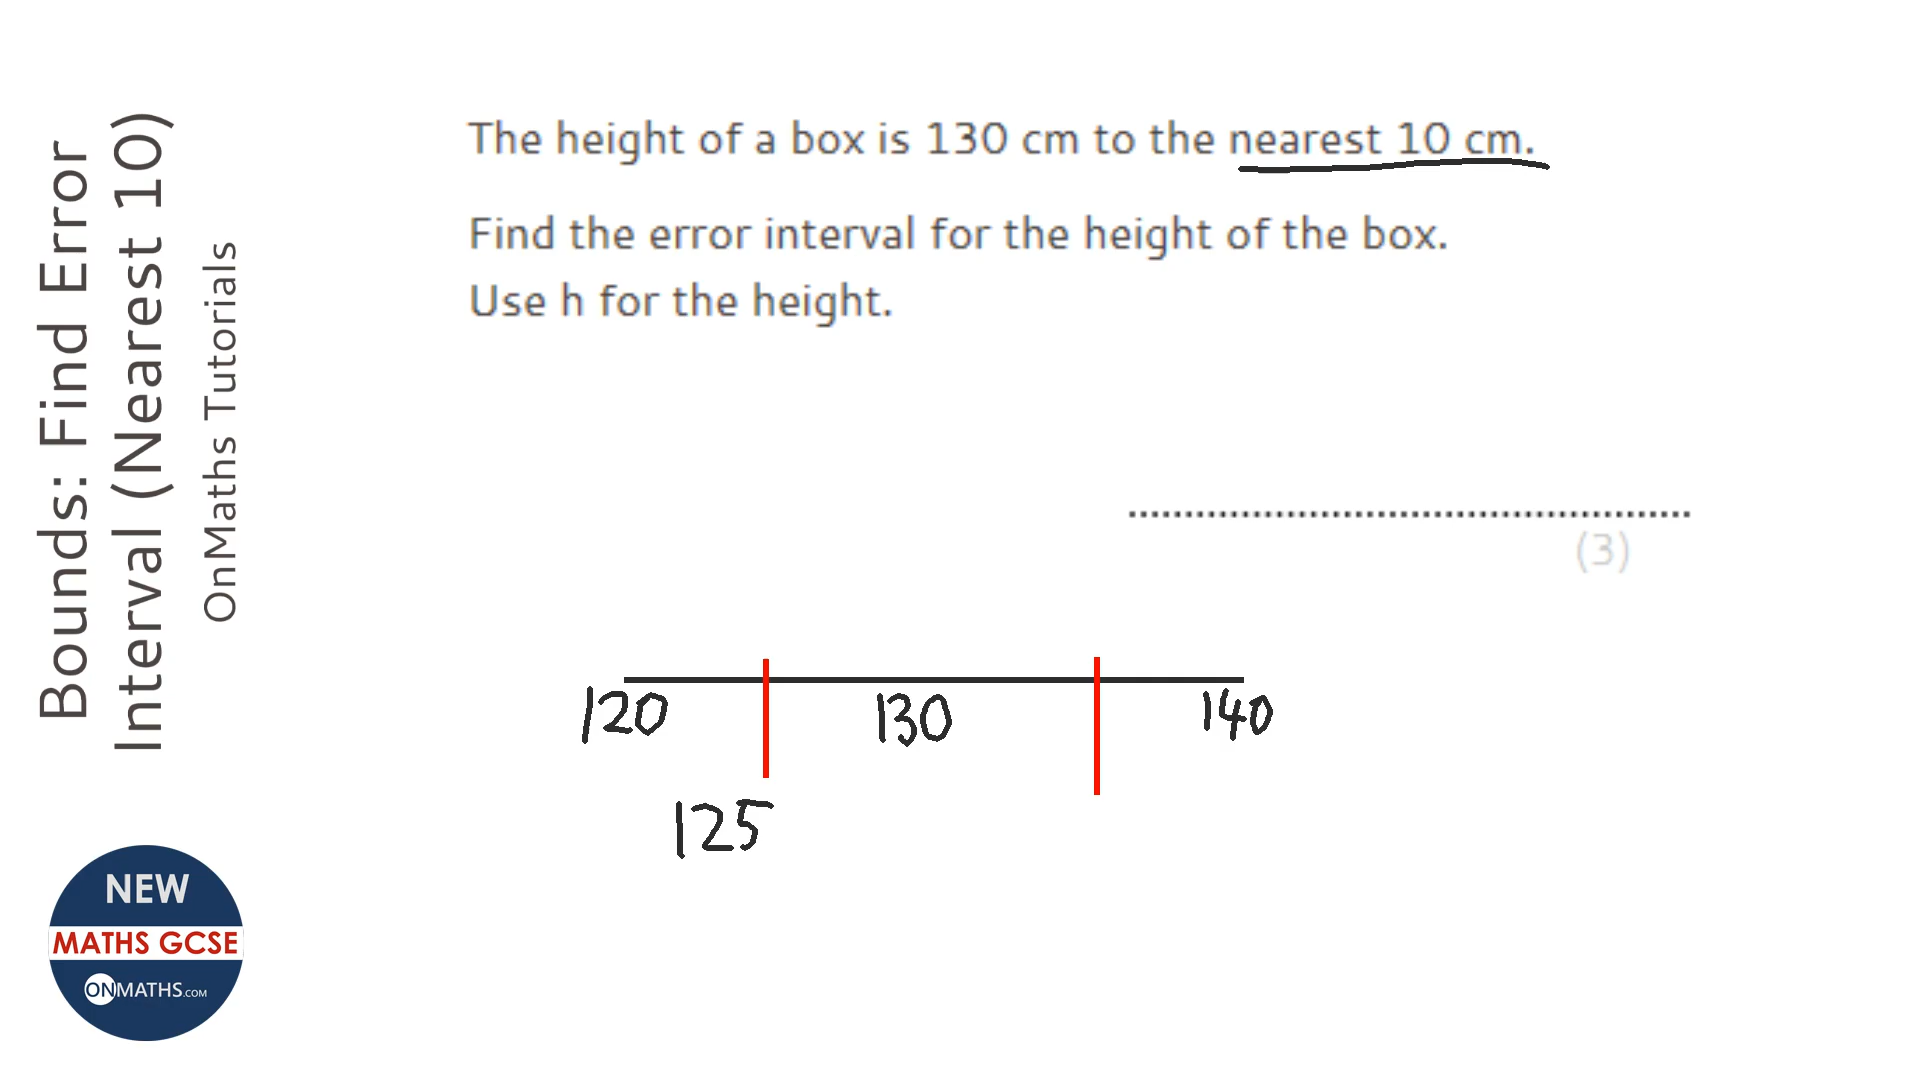 Bounds: Find Error
Interval (Nearest 10)
OnMaths Tutorials
The height of a box is 130 cm to the nearest 10 cm.
Find the error interval for the height of the box.
Use h for the height.
(3)
120 130 140
125
NEW
MATHS GCSE
ONMATHS.COM